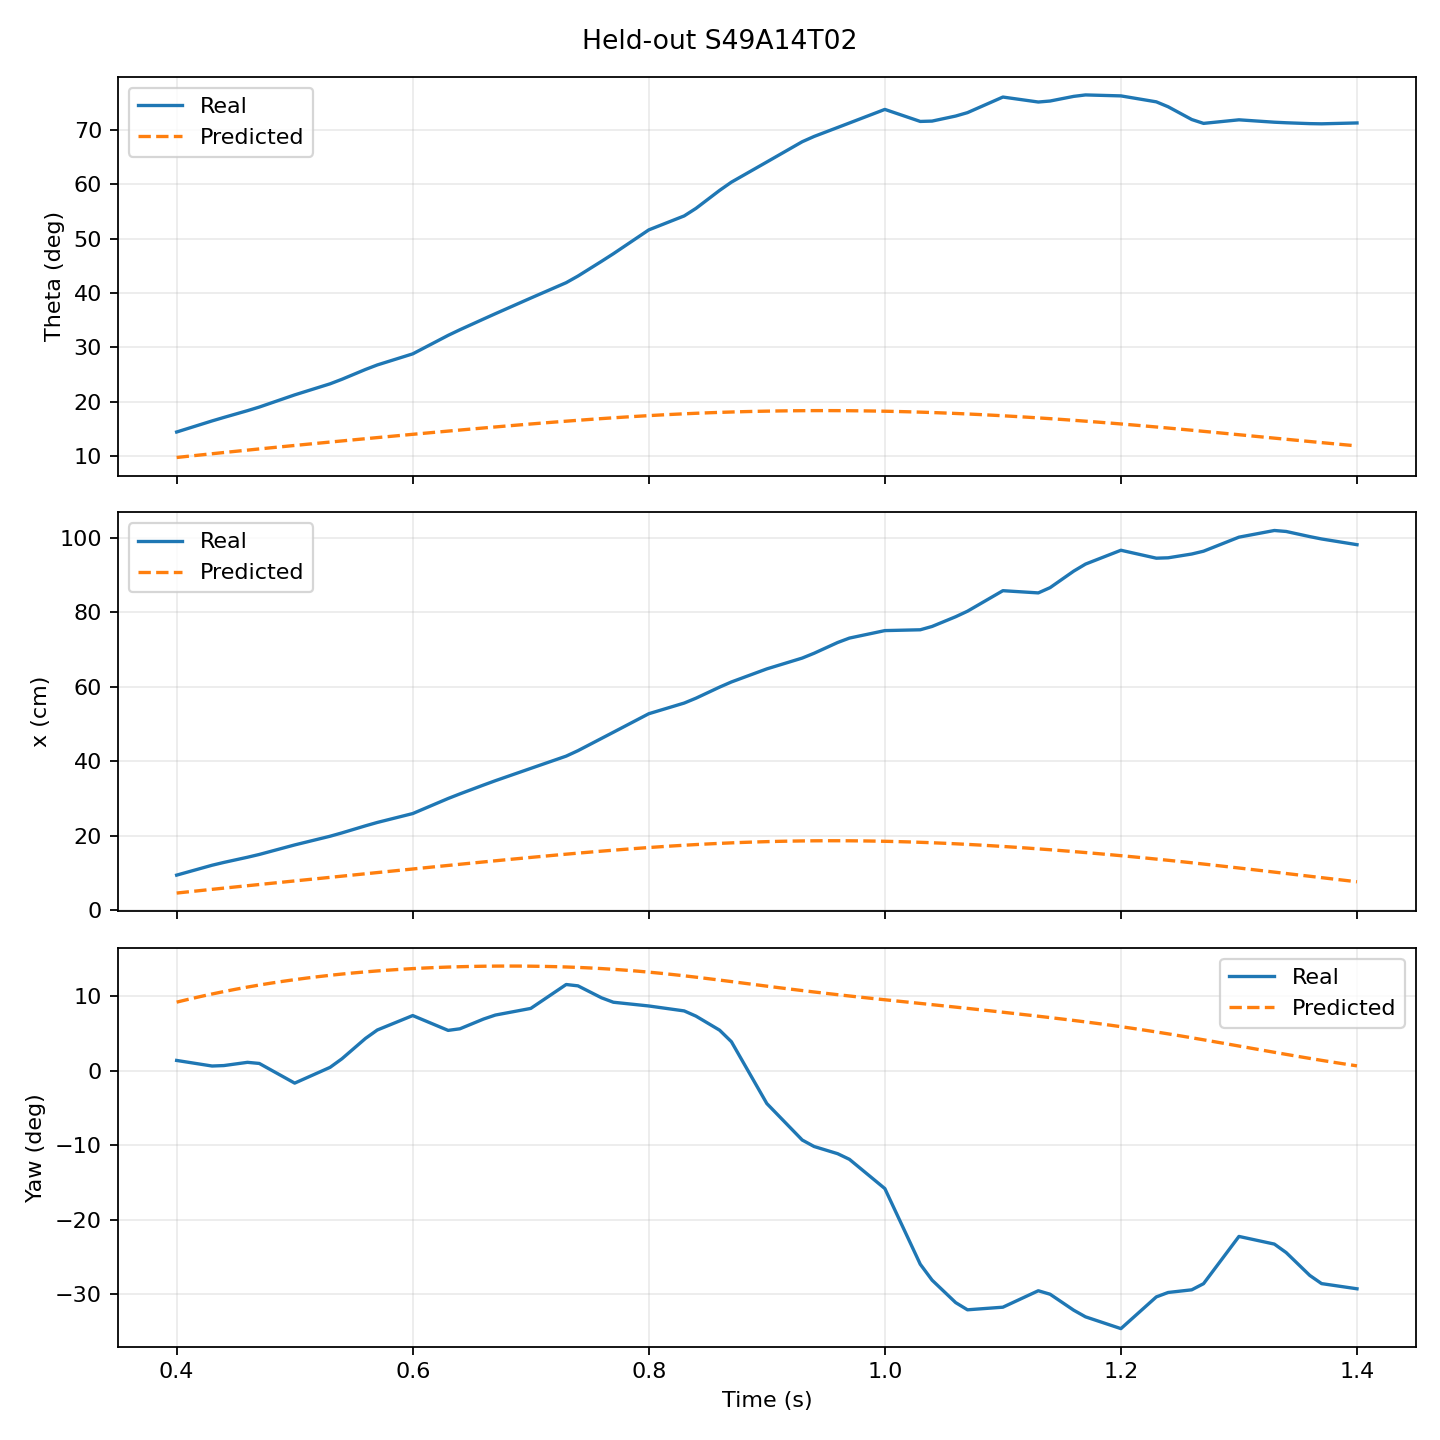 Held-out S49A14T02
Real
Predicted
70
60
50
40
30
20
10
Theta (deg)
Real
Predicted
100
80
60
40
20
0
x (cm)
Real
Predicted
10
0
−10
−20
−30
Yaw (deg)
0.4 0.6 0.8 1.0 1.2 1.4
Time (s)